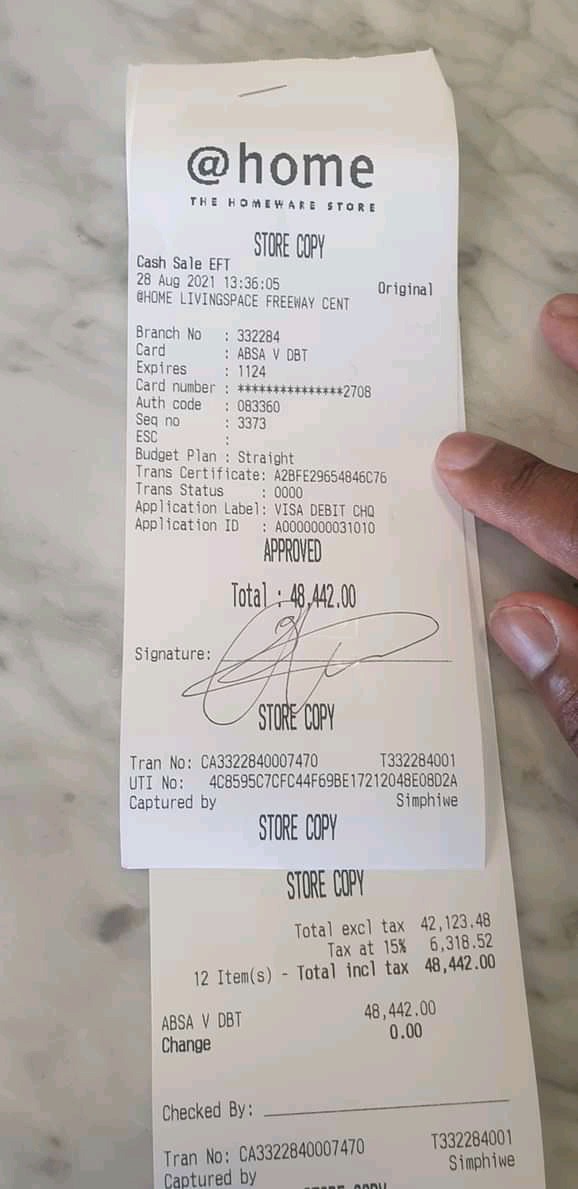 @home
THE HOMEWARE STORE
STORE COPY
Cash Sale EFT
28 Aug 2021 13:36:05 Original
@HOME LIVINGSPACE FREEWAY CENT
Branch No : 332284
Card : ABSA V DBT
Expires : 1124
Card number : ***************2708
Auth code : 083360
Seq no : 3373
ESC :
Budget Plan : Straight
Trans Certificate: A2BFE29654846C76
Trans Status : 0000
Application Label: VISA DEBIT CHQ
Application ID : A0000000031010
APPROVED
Total : 48,442.00
Signature:
STORE COPY
Tran No: CA3322840007470 T332284001
UTI No: 4C8595C7CFC44F69BE17212048E08D2A
Captured by Simphiwe
STORE COPY
STORE COPY
Total excl tax 42,123.48
Tax at 15% 6,318.52
12 Item(s) - Total incl tax 48,442.00
ABSA V DBT 48,442.00
Change 0.00
Checked By:
Tran No: CA3322840007470 T332284001
Captured by Simphiwe
STORE COPY